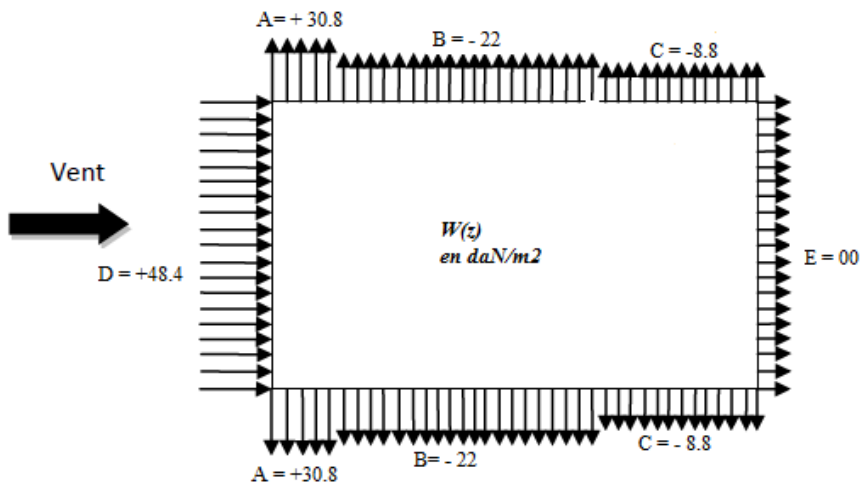 A= + 30.8
B = - 22
C = -8.8
Vent
W(z)
en daN/m2
D = +48.4
E = 00
A = +30.8
B= - 22
C = - 8.8